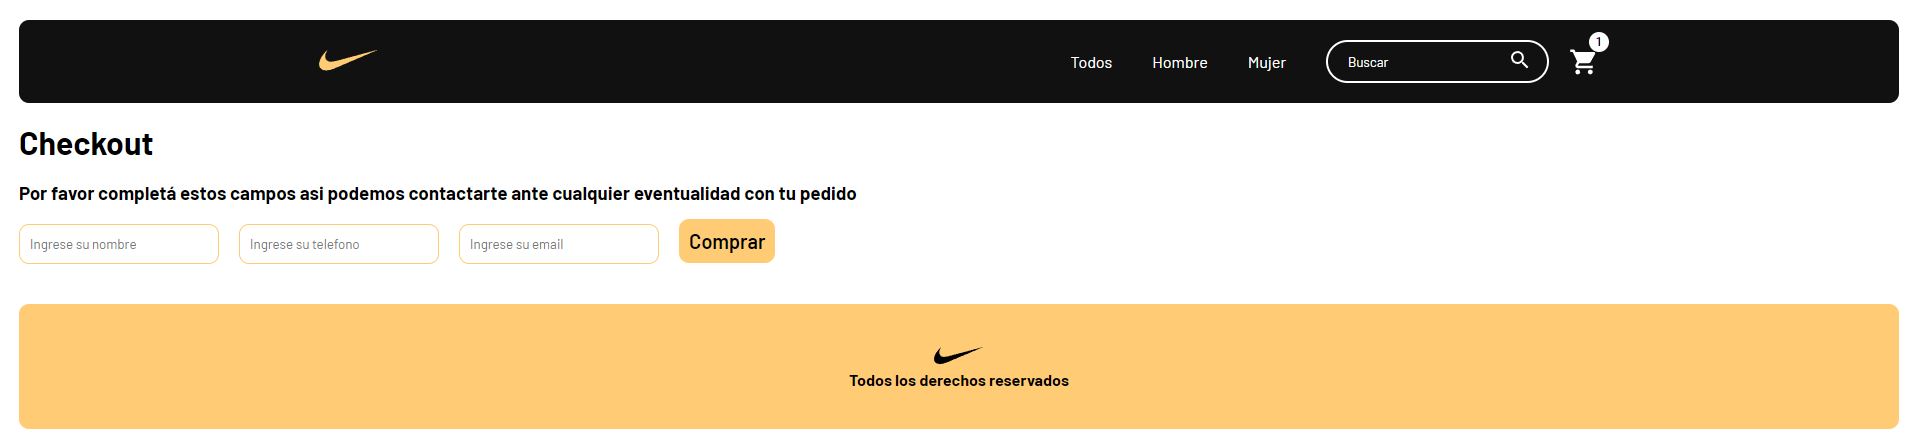 Todos Hombre Mujer Buscar 1
Checkout
Por favor completá estos campos asi podemos contactarte ante cualquier eventualidad con tu pedido
Ingrese su nombre Ingrese su telefono Ingrese su email Comprar
Todos los derechos reservados